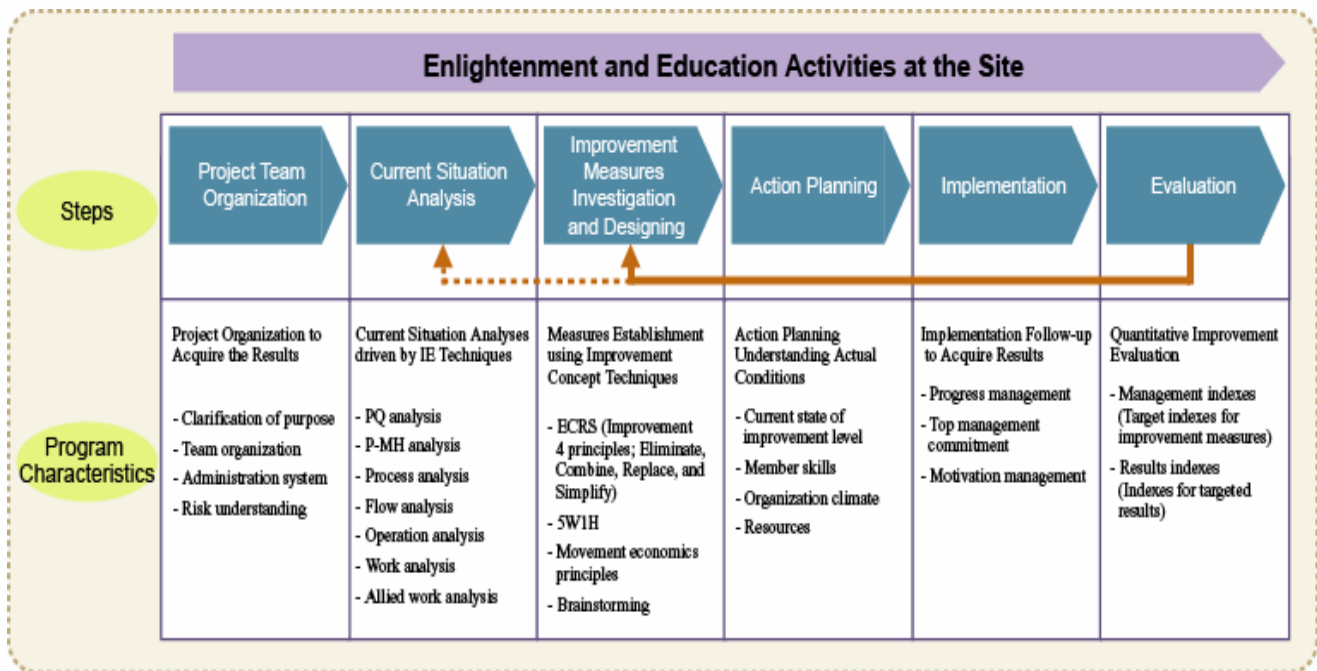 Enlightenment and Education Activities at the Site
Steps
Project Team
Organization
Current Situation
Analysis
Improvement
Measures
Investigation
and Designing
Action Planning
Implementation
Evaluation
Program
Characteristics
Project Organization to
Acquire the Results
- Clarification of purpose
- Team organization
- Administration system
- Risk understanding
Current Situation Analyses
driven by IE Techniques
- PQ analysis
- P-MH analysis
- Process analysis
- Flow analysis
- Operation analysis
- Work analysis
- Allied work analysis
Measures Establishment
using Improvement
Concept Techniques
- ECRS (Improvement
4 principles; Eliminate,
Combine, Replace, and
Simplify)
- 5W1H
- Movement economics
principles
- Brainstorming
Action Planning
Understanding Actual
Conditions
- Current state of
improvement level
- Member skills
- Organization climate
- Resources
Implementation Follow-up
to Acquire Results
- Progress management
- Top management
commitment
- Motivation management
Quantitative Improvement
Evaluation
- Management indexes
(Target indexes for
improvement measures)
- Results indexes
(Indexes for targeted
results)